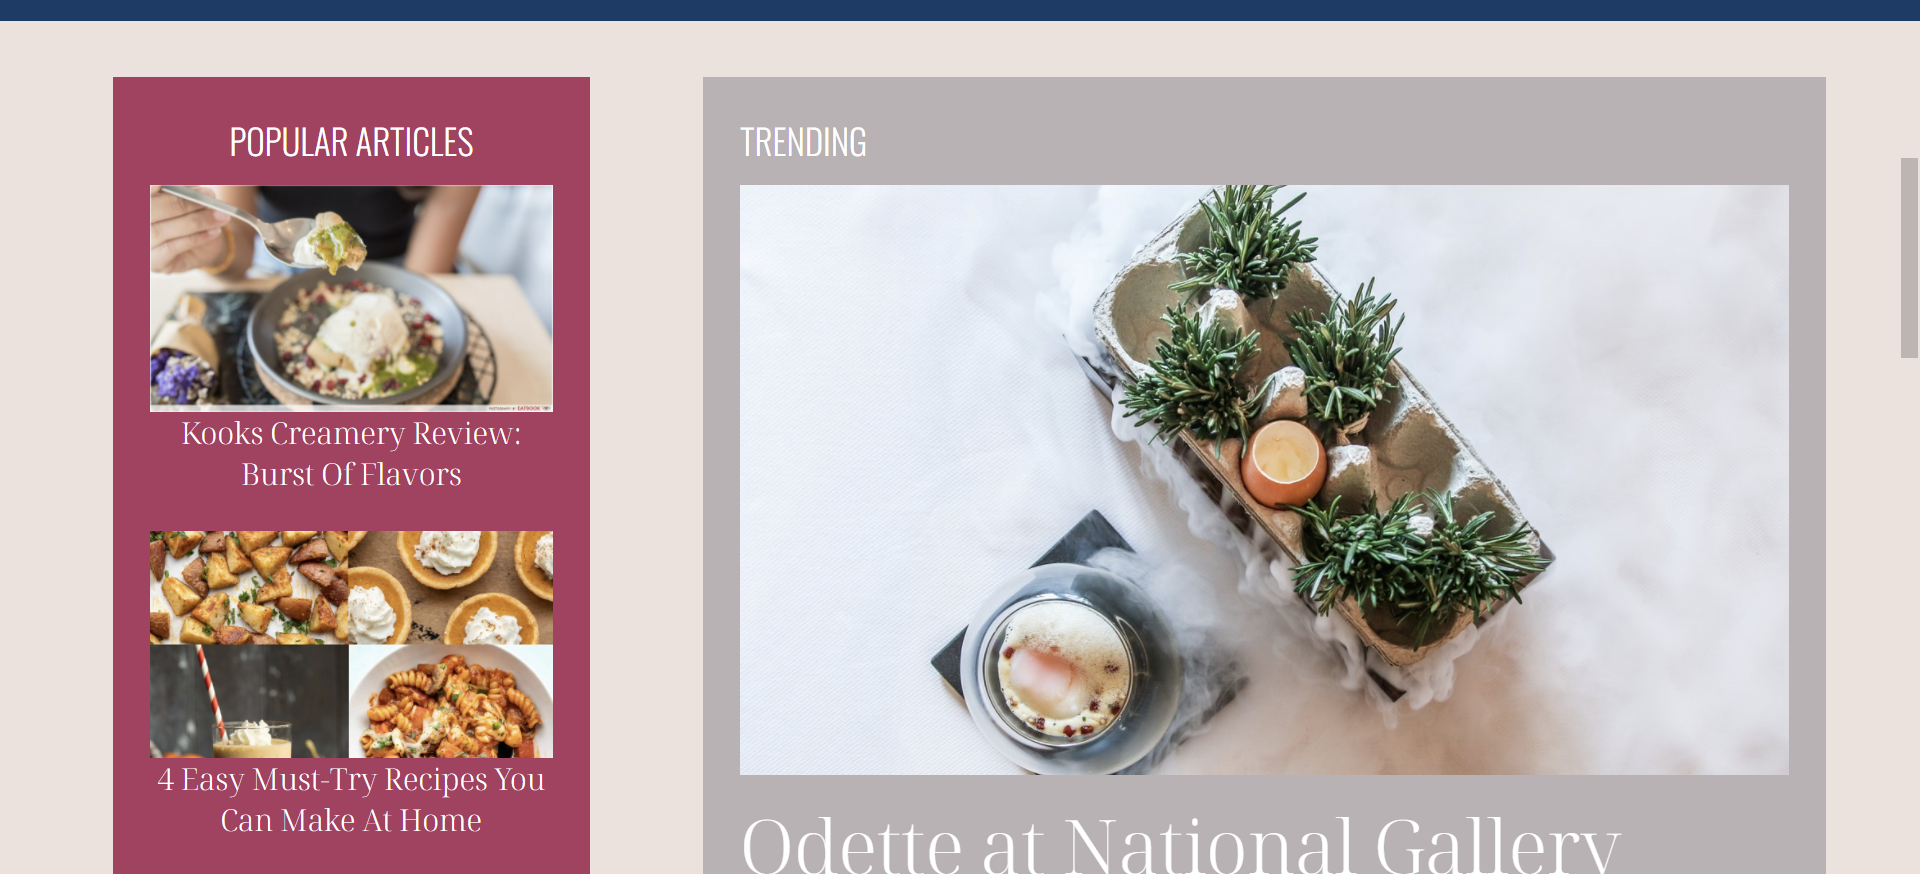 POPULAR ARTICLES
Kooks Creamery Review:
Burst Of Flavors
4 Easy Must-Try Recipes You
Can Make At Home
TRENDING
Odette at National Gallery